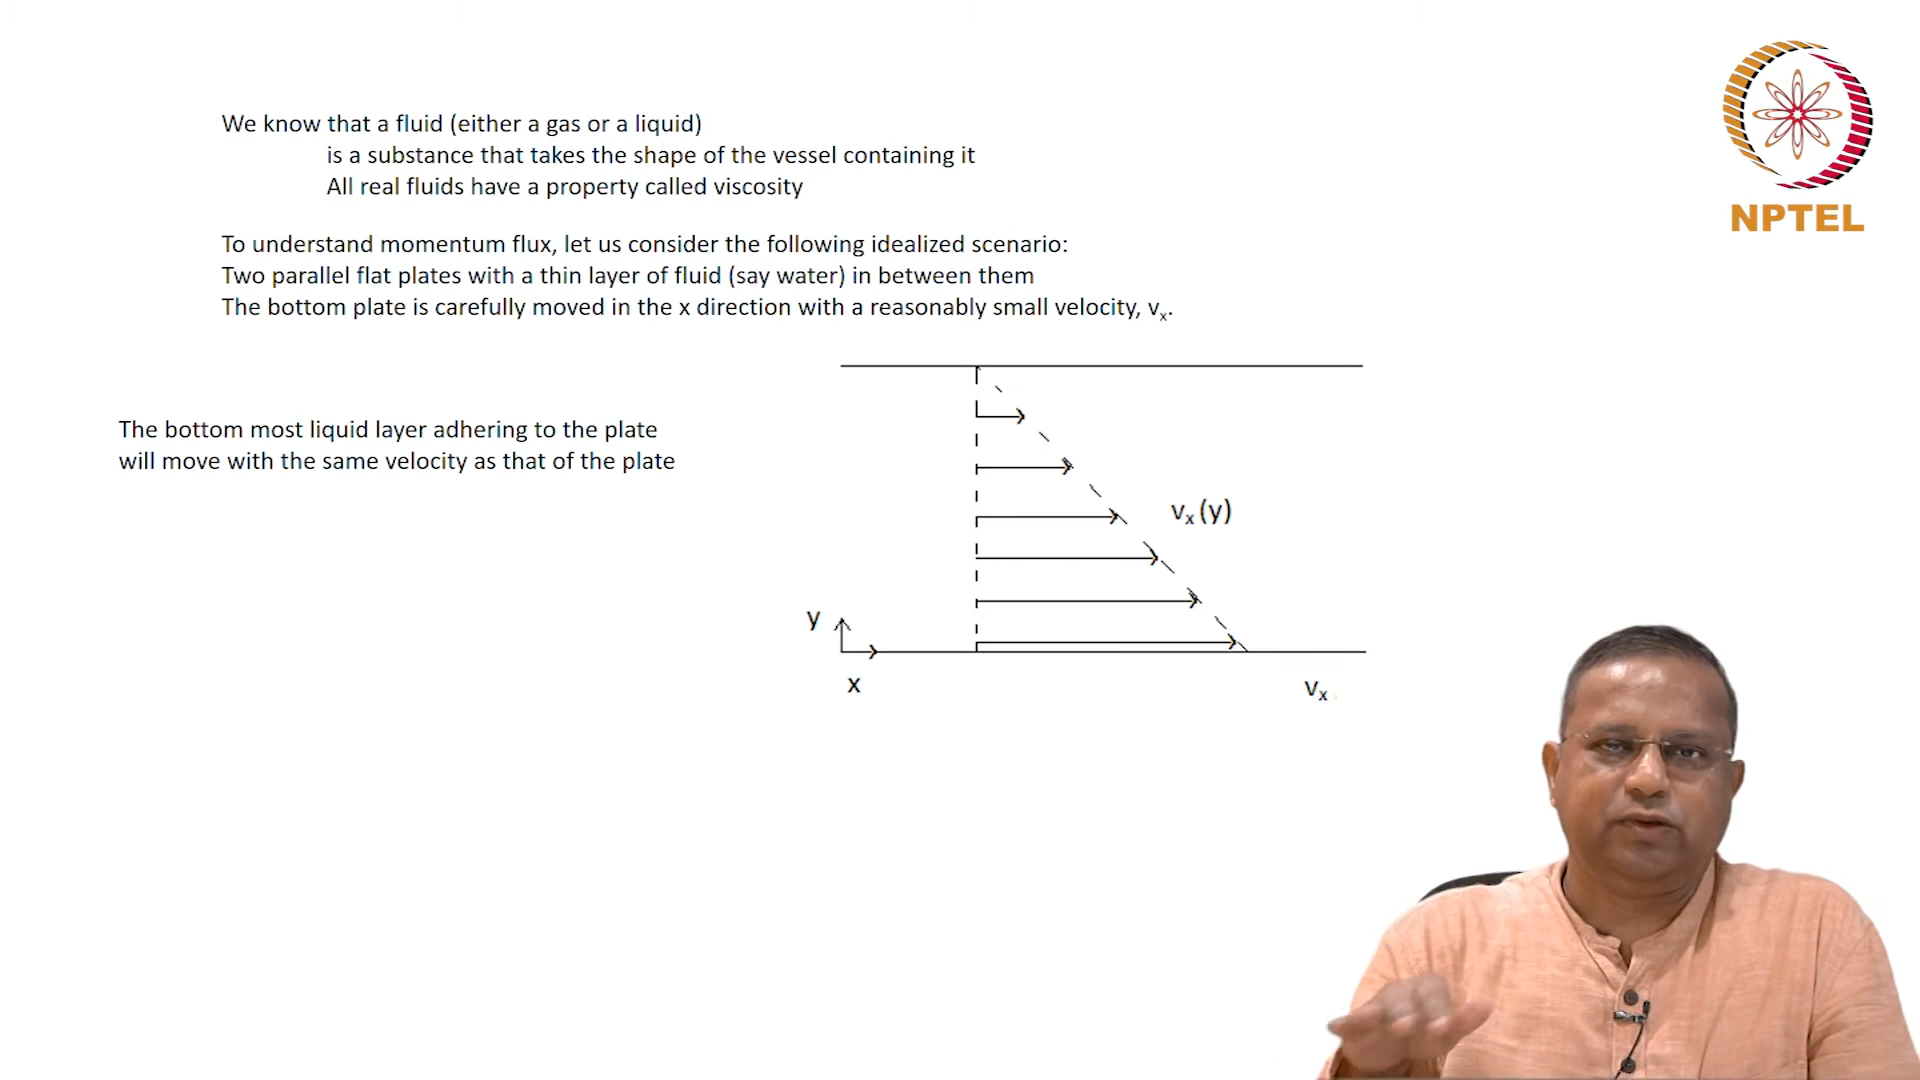 We know that a fluid (either a gas or a liquid)
is a substance that takes the shape of the vessel containing it
All real fluids have a property called viscosity
NPTEL
To understand momentum flux, let us consider the following idealized scenario:
Two parallel flat plates with a thin layer of fluid (say water) in between them
The bottom plate is carefully moved in the x direction with a reasonably small velocity, vx.
The bottom most liquid layer adhering to the plate
will move with the same velocity as that of the plate
vx (y)
y
x
vx